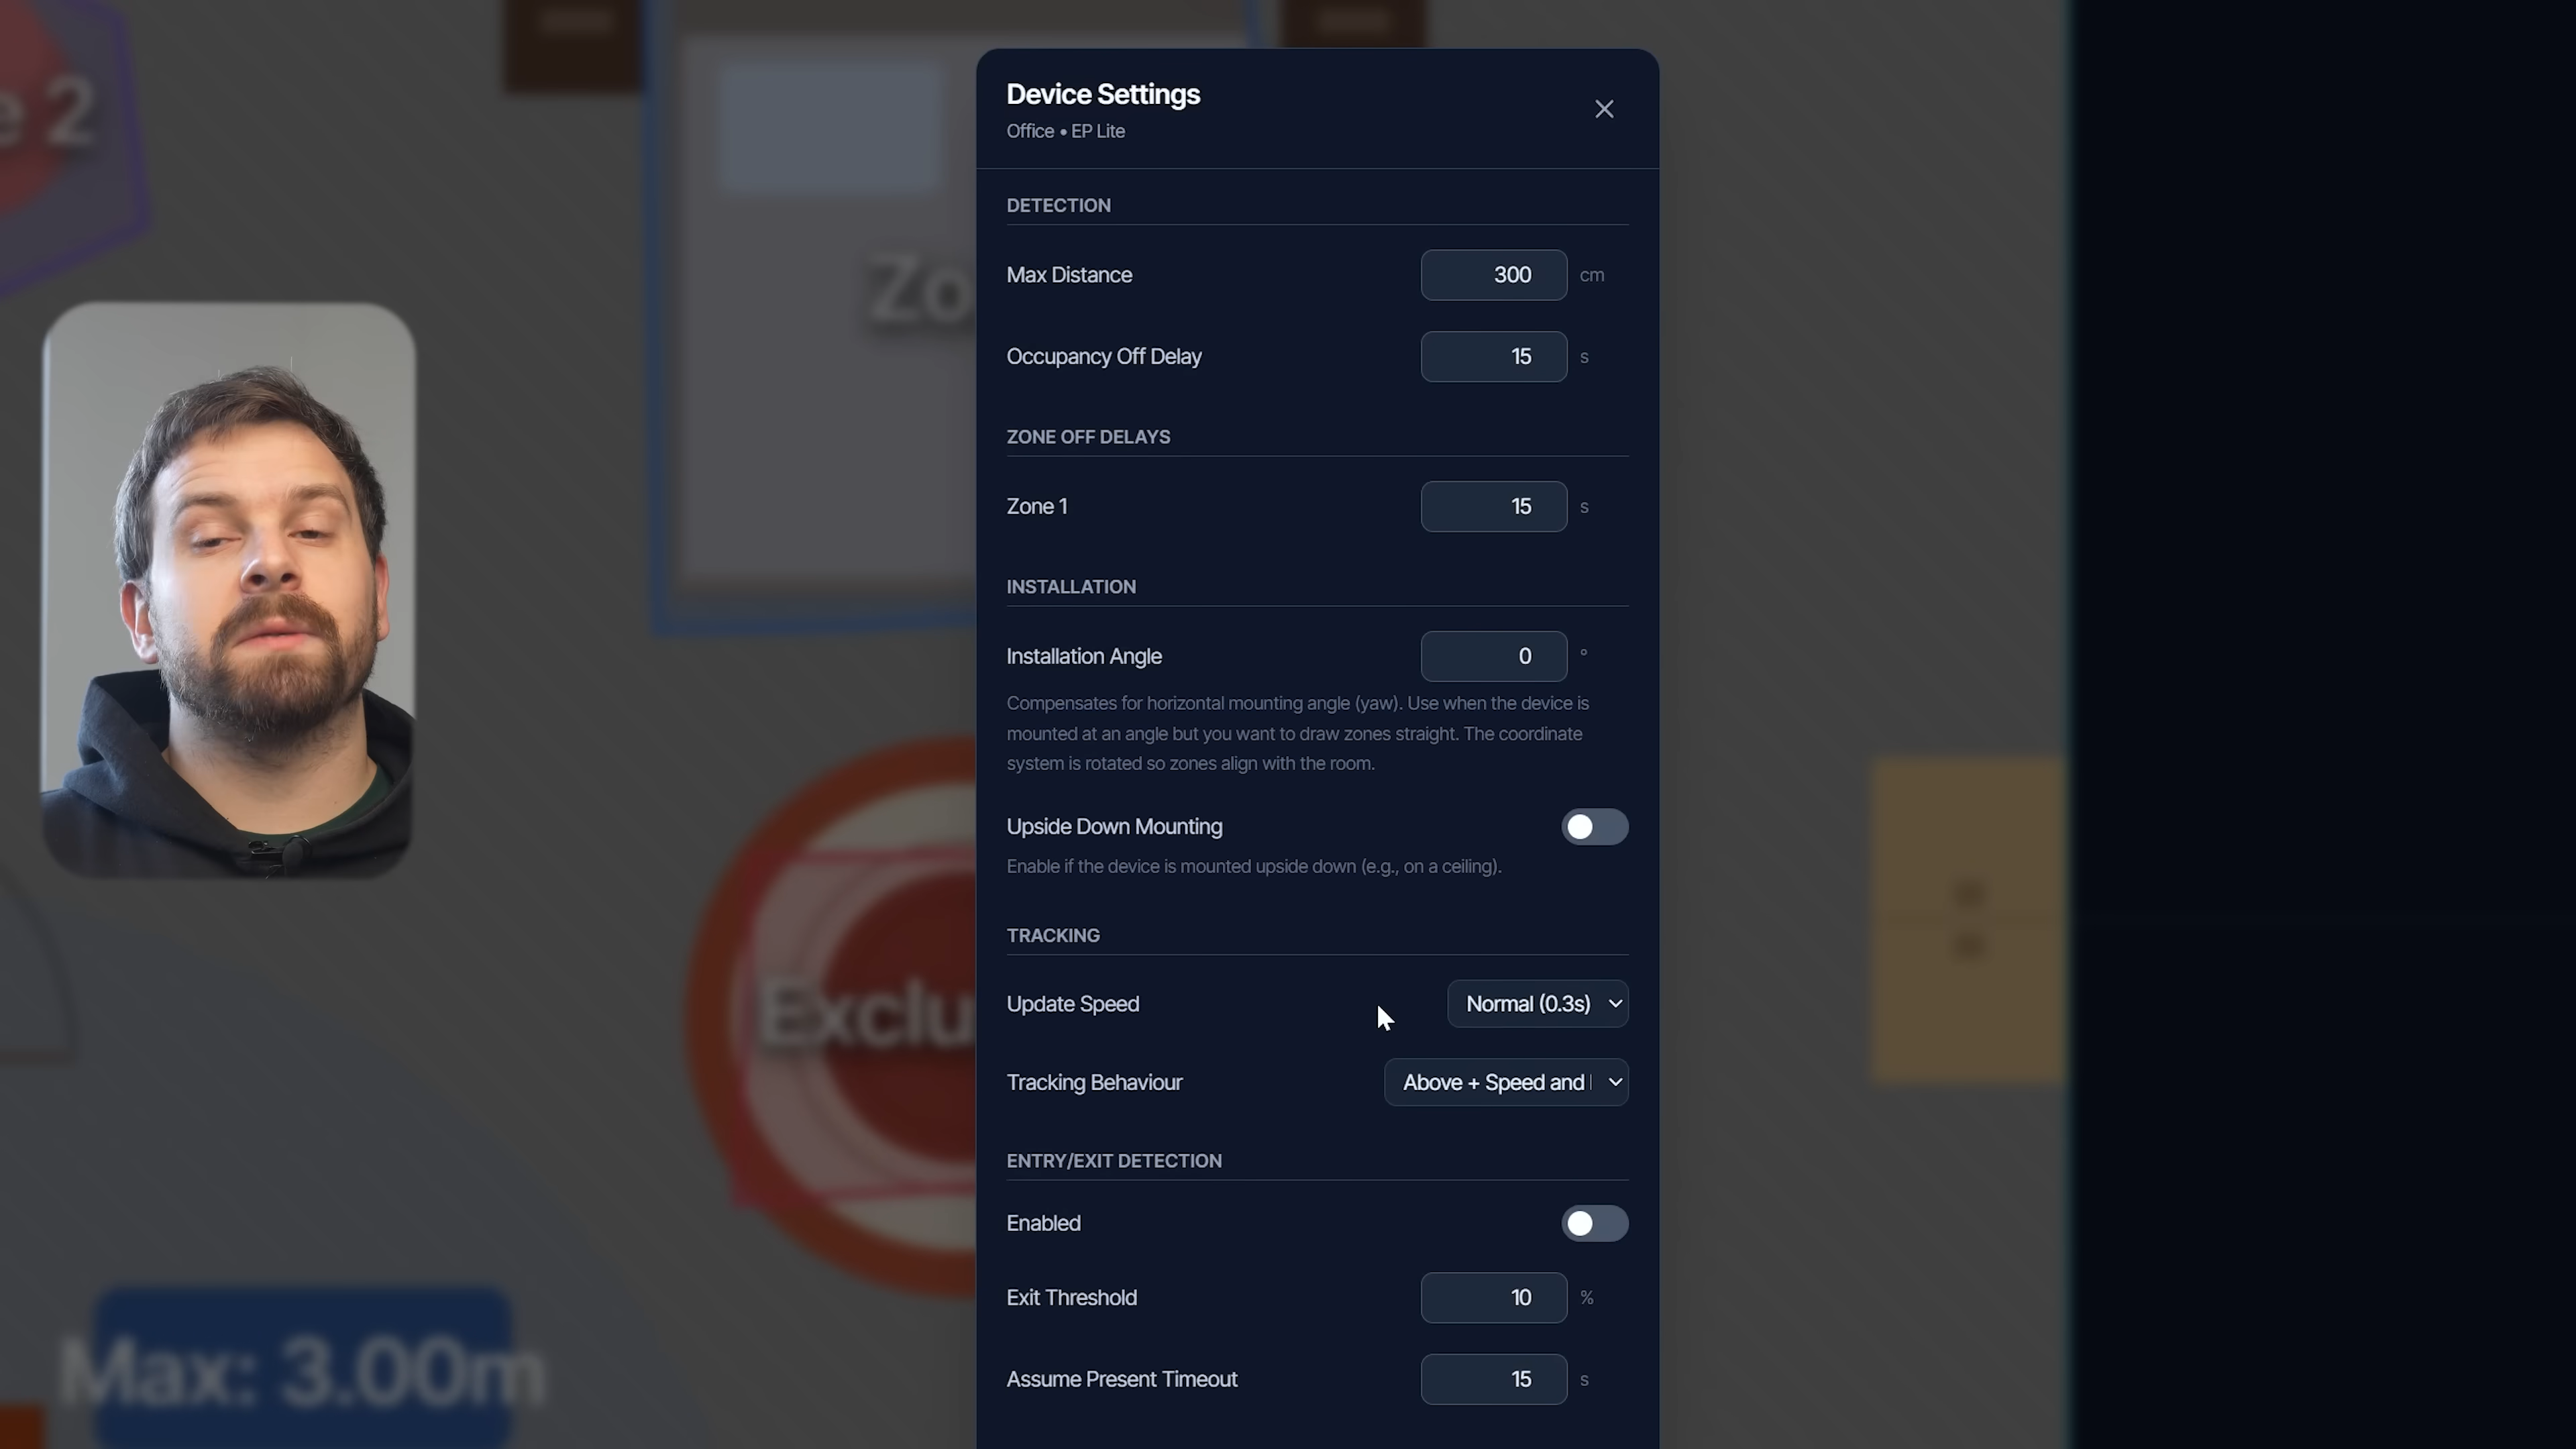 e 2
Zo
Device Settings
Office • EP Lite
DETECTION
Max Distance 300 cm
Occupancy Off Delay 15 s
ZONE OFF DELAYS
Zone 1 15 s
INSTALLATION
Installation Angle 0 °
Compensates for horizontal mounting angle (yaw). Use when the device is
mounted at an angle but you want to draw zones straight. The coordinate
system is rotated so zones align with the room.
Upside Down Mounting
Enable if the device is mounted upside down (e.g., on a ceiling).
TRACKING
Update Speed Normal (0.3s)
Tracking Behaviour Above + Speed and
Exclu
ENTRY/EXIT DETECTION
Enabled
Exit Threshold 10 %
Assume Present Timeout 15 s
Max: 3.00m